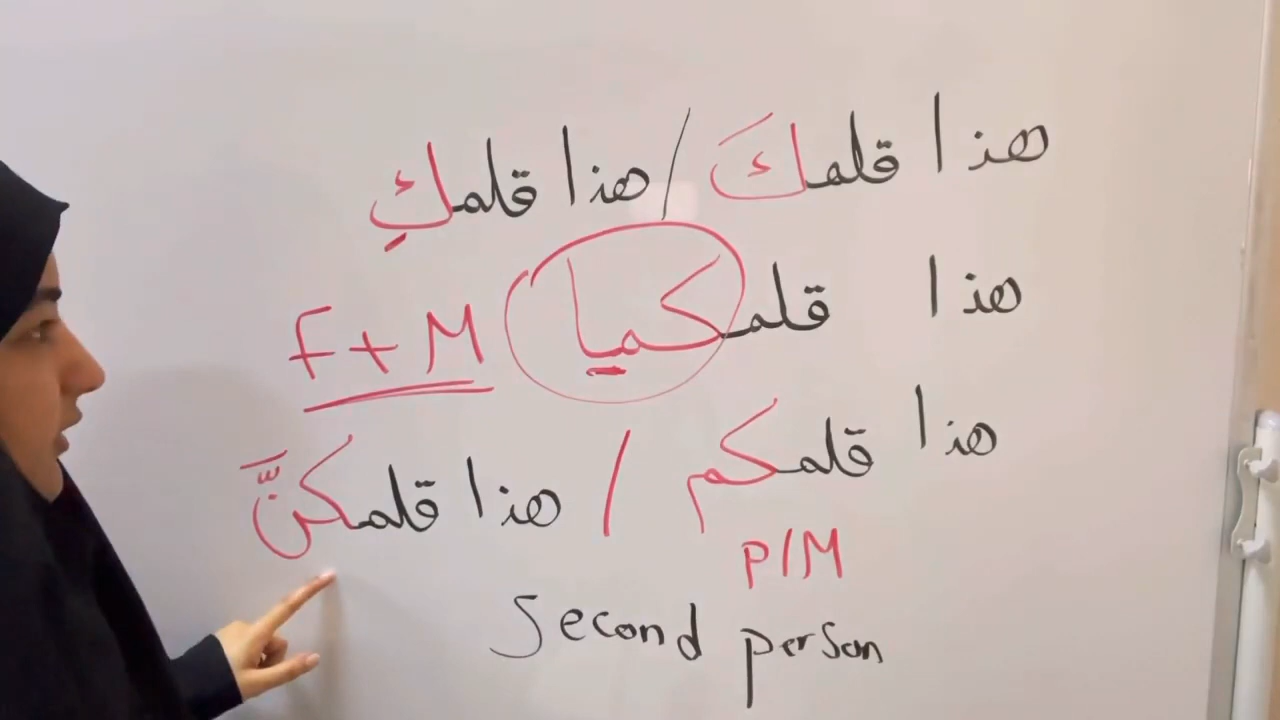 هذا قلمكَ / هذا قلمكِ
هذا قلمكما F + M
هذا قلمكم / هذا قلمكنَّ
P/M
Second person